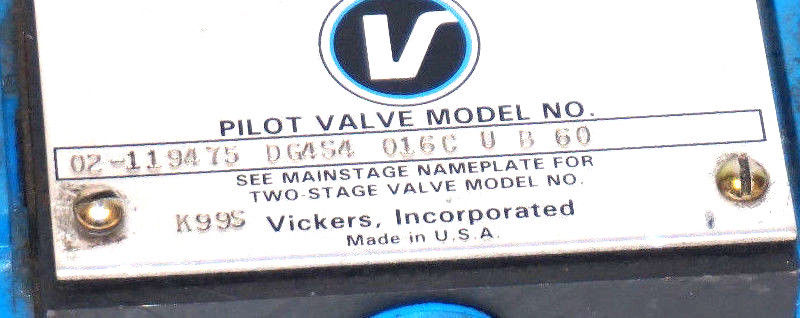 V
PILOT VALVE MODEL NO.
02-119475 DG4S4 016C U B 60
SEE MAINSTAGE NAMEPLATE FOR
TWO-STAGE VALVE MODEL NO.
K99S Vickers, Incorporated
Made in U.S.A.